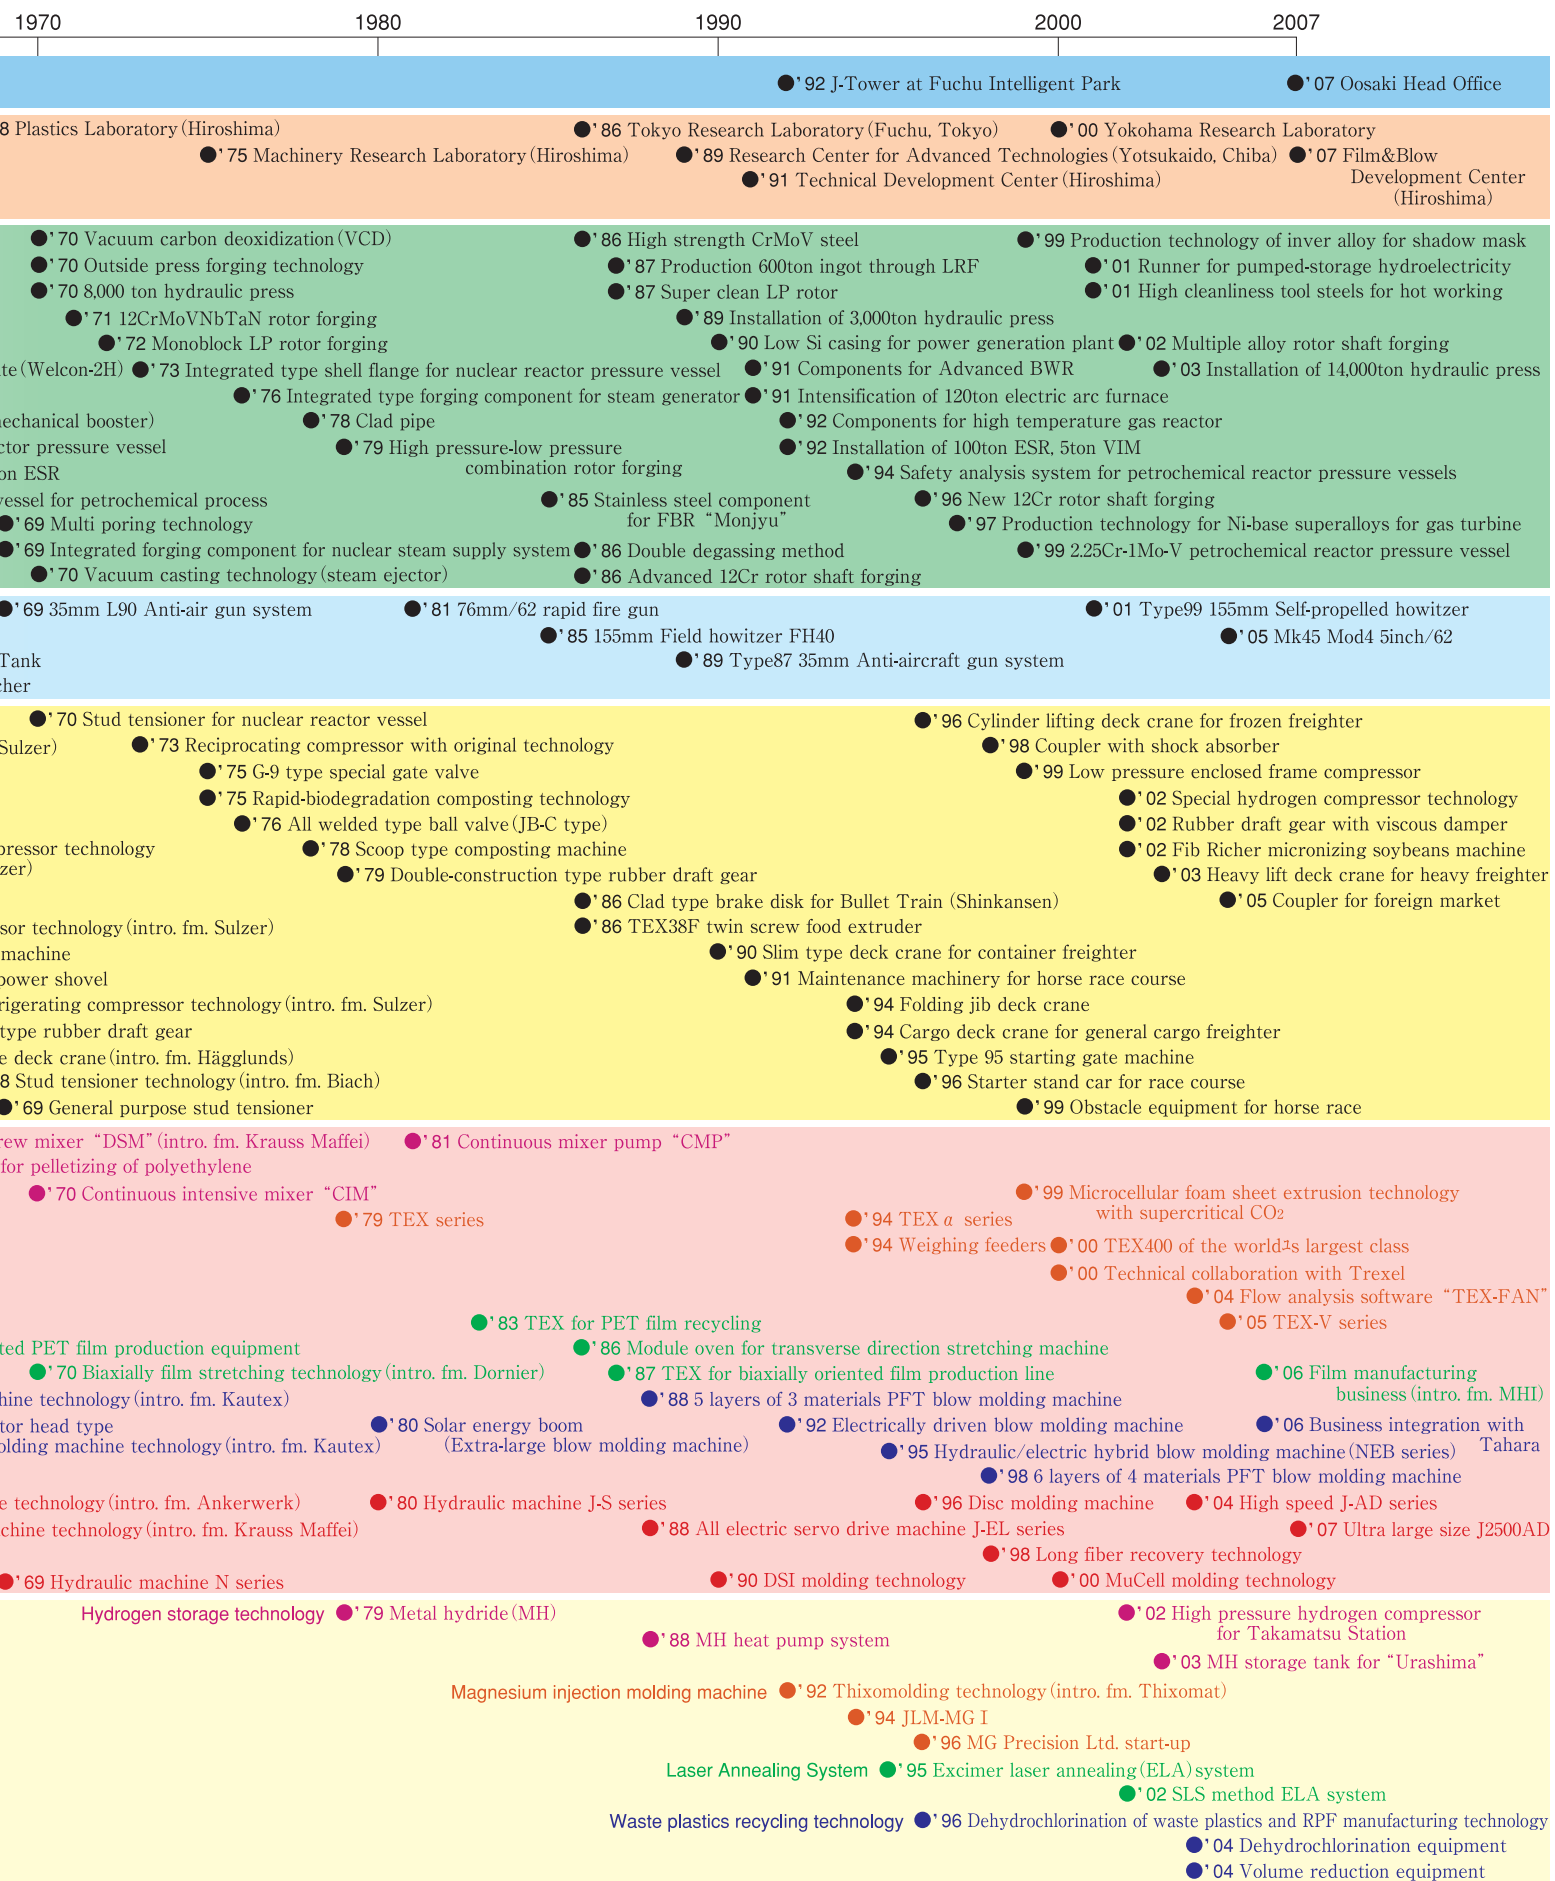 1970 1980 1990 2000 2007
'92 J-Tower at Fuchu Intelligent Park '07 Oosaki Head Office
8 Plastics Laboratory (Hiroshima) '86 Tokyo Research Laboratory (Fuchu, Tokyo) '00 Yokohama Research Laboratory
'75 Machinery Research Laboratory (Hiroshima) '89 Research Center for Advanced Technologies (Yotsukaido, Chiba) '07 Film&Blow
'91 Technical Development Center (Hiroshima) Development Center
(Hiroshima)
'70 Vacuum carbon deoxidization (VCD) '86 High strength CrMoV steel '99 Production technology of inver alloy for shadow mask
'70 Outside press forging technology '87 Production 600ton ingot through LRF '01 Runner for pumped-storage hydroelectricity
'70 8,000 ton hydraulic press '87 Super clean LP rotor '01 High cleanliness tool steels for hot working
'71 12CrMoVNbTaN rotor forging '89 Installation of 3,000ton hydraulic press
'72 Monoblock LP rotor forging '90 Low Si casing for power generation plant '02 Multiple alloy rotor shaft forging
te (Welcon-2H) '73 Integrated type shell flange for nuclear reactor pressure vessel '91 Components for Advanced BWR '03 Installation of 14,000ton hydraulic press
'76 Integrated type forging component for steam generator '91 Intensification of 120ton electric arc furnace
echanical booster) '78 Clad pipe '92 Components for high temperature gas reactor
ctor pressure vessel '79 High pressure-low pressure '92 Installation of 100ton ESR, 5ton VIM
combination rotor forging
on ESR '94 Safety analysis system for petrochemical reactor pressure vessels
vessel for petrochemical process '85 Stainless steel component '96 New 12Cr rotor shaft forging
for FBR “Monjyu”
'69 Multi poring technology '97 Production technology for Ni-base superalloys for gas turbine
'69 Integrated forging component for nuclear steam supply system '86 Double degassing method '99 2.25Cr-1Mo-V petrochemical reactor pressure vessel
'70 Vacuum casting technology (steam ejector) '86 Advanced 12Cr rotor shaft forging
'69 35mm L90 Anti-air gun system '81 76mm/62 rapid fire gun '01 Type99 155mm Self-propelled howitzer
'85 155mm Field howitzer FH40 '05 Mk45 Mod4 5inch/62
Tank '89 Type87 35mm Anti-aircraft gun system
cher
'70 Stud tensioner for nuclear reactor vessel '96 Cylinder lifting deck crane for frozen freighter
Sulzer) '73 Reciprocating compressor with original technology '98 Coupler with shock absorber
'75 G-9 type special gate valve '99 Low pressure enclosed frame compressor
'75 Rapid-biodegradation composting technology '02 Special hydrogen compressor technology
'76 All welded type ball valve (JB-C type) '02 Rubber draft gear with viscous damper
pressor technology '78 Scoop type composting machine '02 Fib Richer micronizing soybeans machine
zer) '79 Double-construction type rubber draft gear '03 Heavy lift deck crane for heavy freighter
'86 Clad type brake disk for Bullet Train (Shinkansen) '05 Coupler for foreign market
sor technology (intro. fm. Sulzer) '86 TEX38F twin screw food extruder
machine '90 Slim type deck crane for container freighter
power shovel '91 Maintenance machinery for horse race course
rigerating compressor technology (intro. fm. Sulzer) '94 Folding jib deck crane
type rubber draft gear '94 Cargo deck crane for general cargo freighter
e deck crane (intro. fm. Hägglunds) '95 Type 95 starting gate machine
8 Stud tensioner technology (intro. fm. Biach) '96 Starter stand car for race course
'69 General purpose stud tensioner '99 Obstacle equipment for horse race
rew mixer “DSM” (intro. fm. Krauss Maffei) '81 Continuous mixer pump “CMP”
for pelletizing of polyethylene
'70 Continuous intensive mixer “CIM” '99 Microcellular foam sheet extrusion technology
with supercritical CO2
'79 TEX series '94 TEX α series
'94 Weighing feeders '00 TEX400 of the worldｺs largest class
'00 Technical collaboration with Trexel
'04 Flow analysis software “TEX-FAN”
'83 TEX for PET film recycling '05 TEX-V series
ted PET film production equipment '86 Module oven for transverse direction stretching machine
'70 Biaxially film stretching technology (intro. fm. Dornier) '87 TEX for biaxially oriented film production line '06 Film manufacturing
business (intro. fm. MHI)
hine technology (intro. fm. Kautex) '88 5 layers of 3 materials PFT blow molding machine
tor head type '80 Solar energy boom '92 Electrically driven blow molding machine '06 Business integration with
olding machine technology (intro. fm. Kautex) (Extra-large blow molding machine) Tahara
'95 Hydraulic/electric hybrid blow molding machine (NEB series)
'98 6 layers of 4 materials PFT blow molding machine
e technology (intro. fm. Ankerwerk) '80 Hydraulic machine J-S series '96 Disc molding machine '04 High speed J-AD series
achine technology (intro. fm. Krauss Maffei) '88 All electric servo drive machine J-EL series '07 Ultra large size J2500AD
'98 Long fiber recovery technology
'69 Hydraulic machine N series '90 DSI molding technology '00 MuCell molding technology
Hydrogen storage technology '79 Metal hydride (MH) '02 High pressure hydrogen compressor
for Takamatsu Station
'88 MH heat pump system
'03 MH storage tank for “Urashima”
Magnesium injection molding machine '92 Thixomolding technology (intro. fm. Thixomat)
'94 JLM-MG I
'96 MG Precision Ltd. start-up
Laser Annealing System '95 Excimer laser annealing (ELA) system
'02 SLS method ELA system
Waste plastics recycling technology '96 Dehydrochlorination of waste plastics and RPF manufacturing technology
'04 Dehydrochlorination equipment
'04 Volume reduction equipment